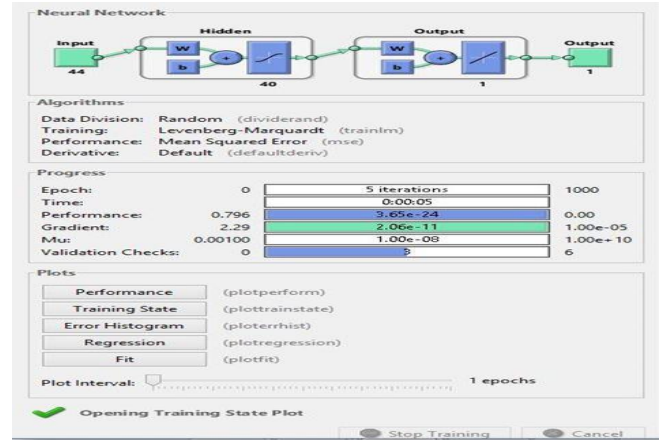 Neural Network
Hidden
Output
Input
Output
W
W
b
b
+
+
44
40
1
1
Algorithms
Data Division: Random (dividerand)
Training: Levenberg-Marquardt (trainlm)
Performance: Mean Squared Error (mse)
Derivative: Default (defaultderiv)
Progress
Epoch: 0 5 iterations 1000
Time: 0:00:05
Performance: 0.796 3.65e-24 0.00
Gradient: 2.29 2.06e-11 1.00e-05
Mu: 0.00100 1.00e-08 1.00e+10
Validation Checks: 0 3 6
Plots
Performance (plotperform)
Training State (plottrainstate)
Error Histogram (ploterrhist)
Regression (plotregression)
Fit (plotfit)
Plot Interval: 1 epochs
Opening Training State Plot
Stop Training Cancel